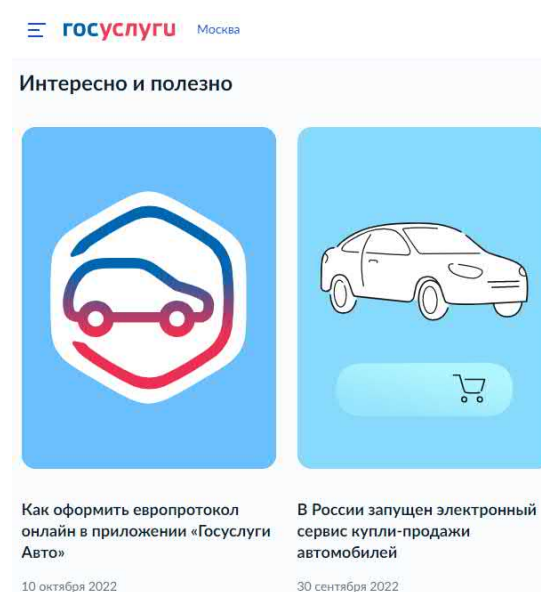 госуслуги Москва
Интересно и полезно
Как оформить европротокол
онлайн в приложении «Госуслуги
Авто»
10 октября 2022
В России запущен электронный
сервис купли-продажи
автомобилей
30 сентября 2022